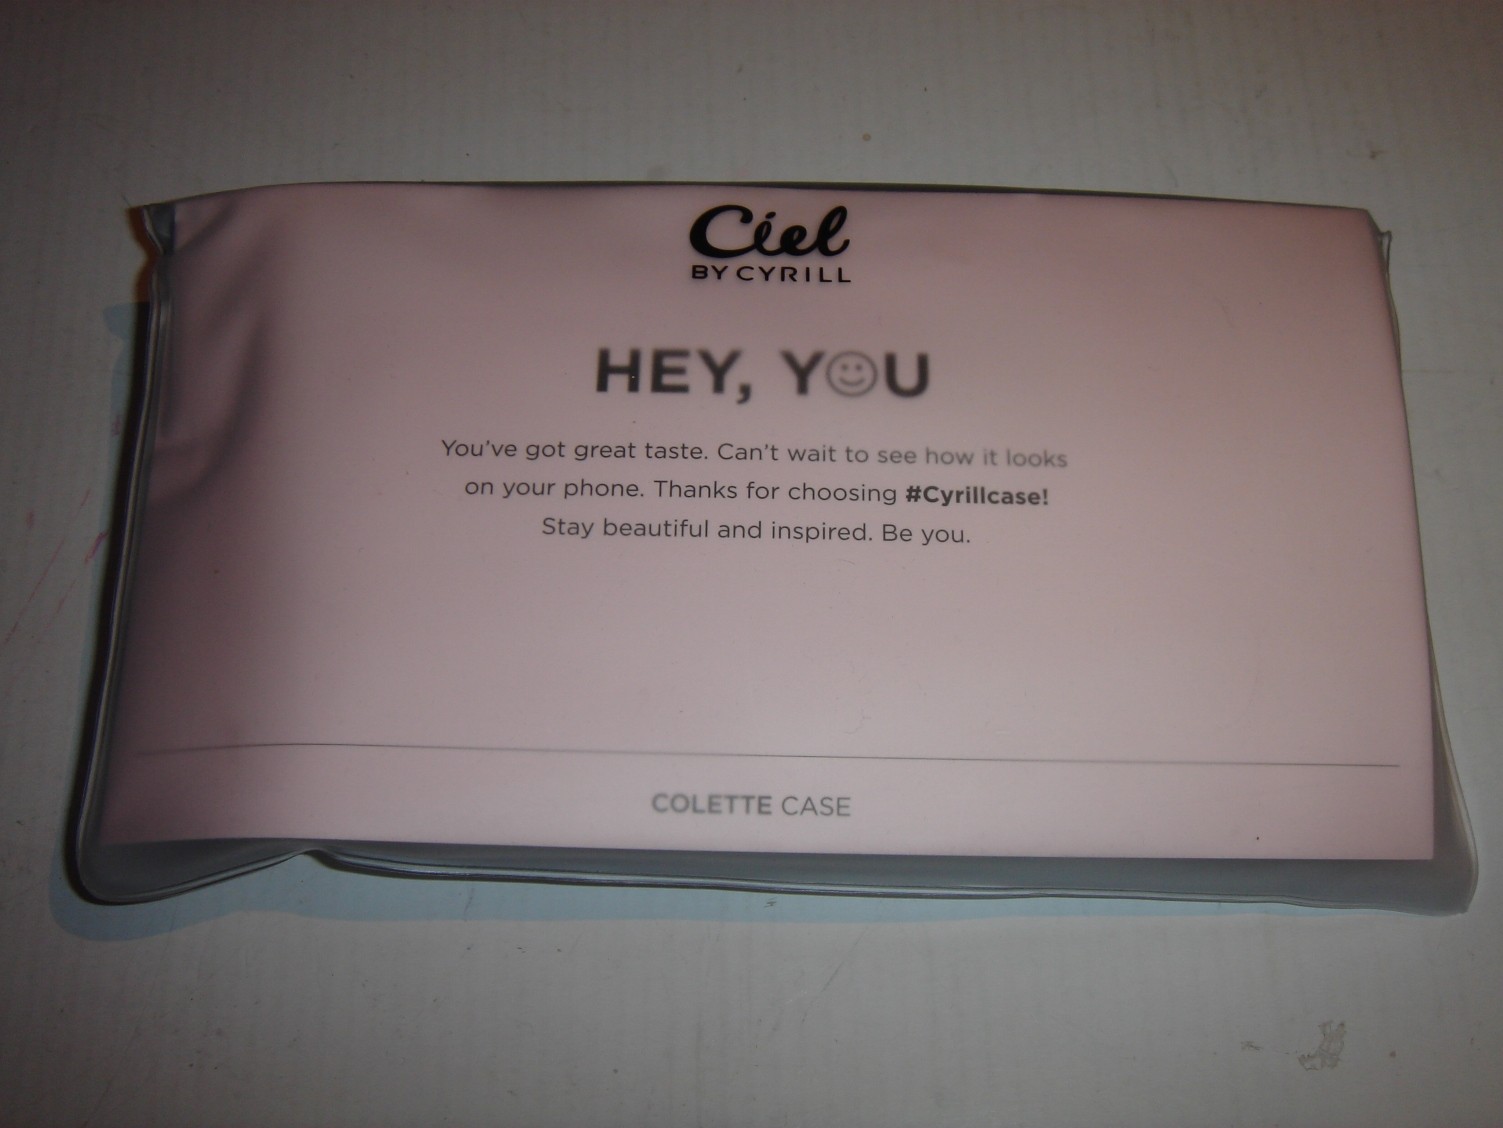 Ciel
BY CYRILL
HEY, YOU
You've got great taste. Can't wait to see how it looks
on your phone. Thanks for choosing #Cyrillcase!
Stay beautiful and inspired. Be you.
COLETTE CASE